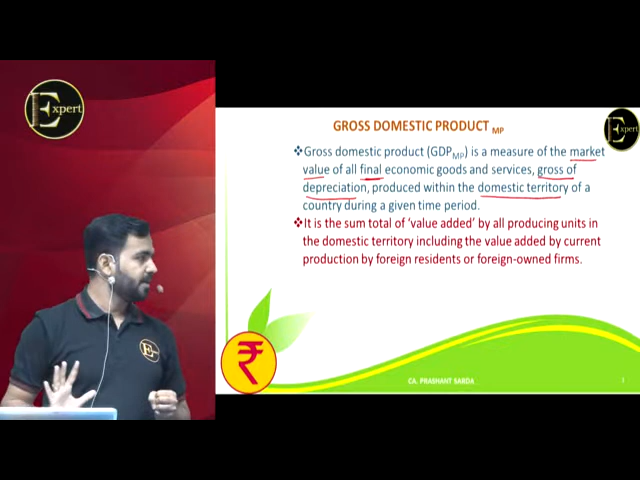 Expert
Expert
GROSS DOMESTIC PRODUCT MP
❖Gross domestic product (GDPMP) is a measure of the market
value of all final economic goods and services, gross of
depreciation, produced within the domestic territory of a
country during a given time period.
❖It is the sum total of ‘value added’ by all producing units in
the domestic territory including the value added by current
production by foreign residents or foreign-owned firms.
₹
CA. PRASHANT SARDA
1